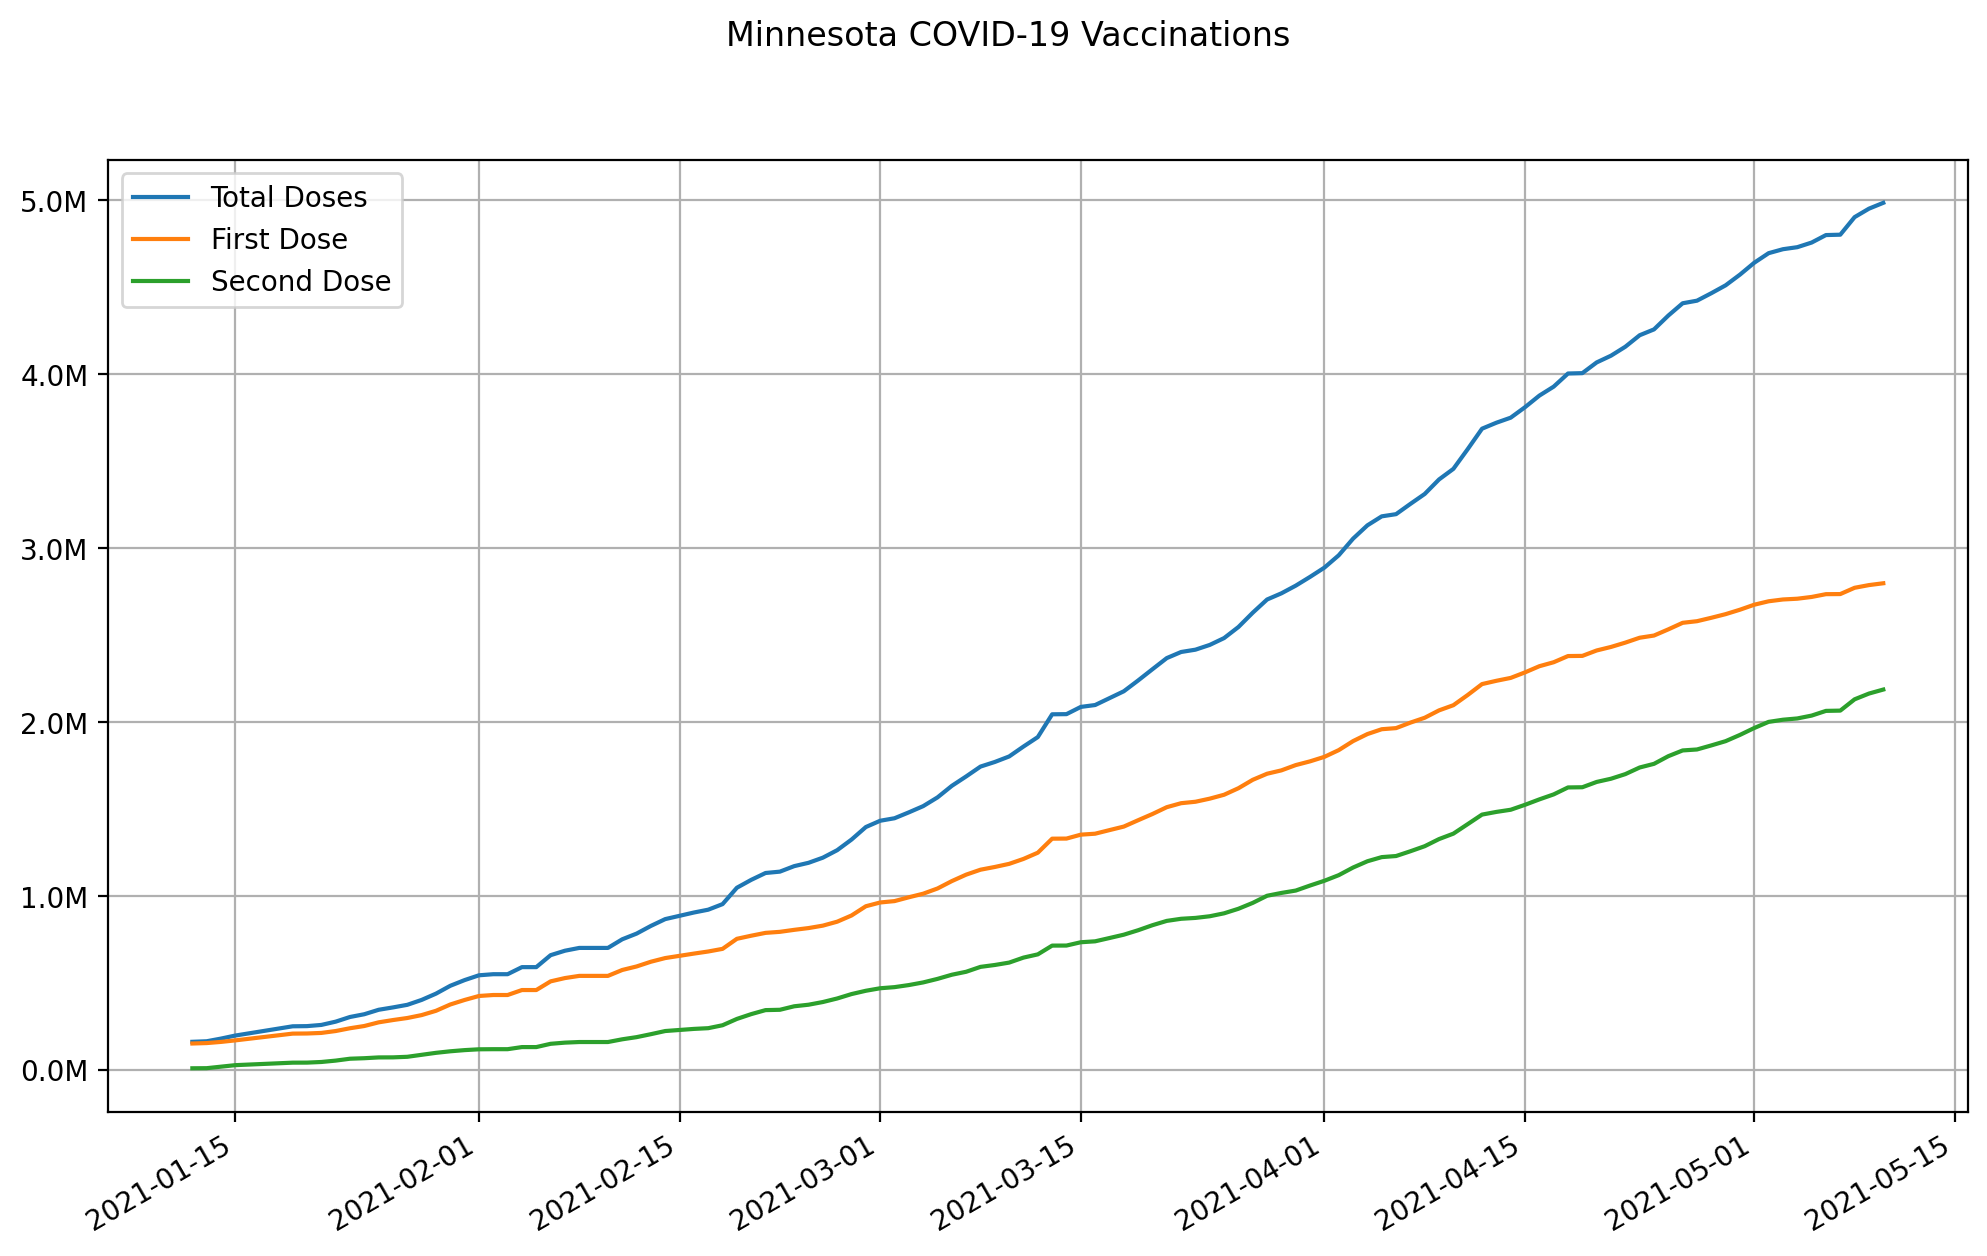 Minnesota COVID-19 Vaccinations
Total Doses
First Dose
Second Dose
5.0M
4.0M
3.0M
2.0M
1.0M
0.0M
2021-01-15
2021-02-01
2021-02-15
2021-03-01
2021-03-15
2021-04-01
2021-04-15
2021-05-01
2021-05-15